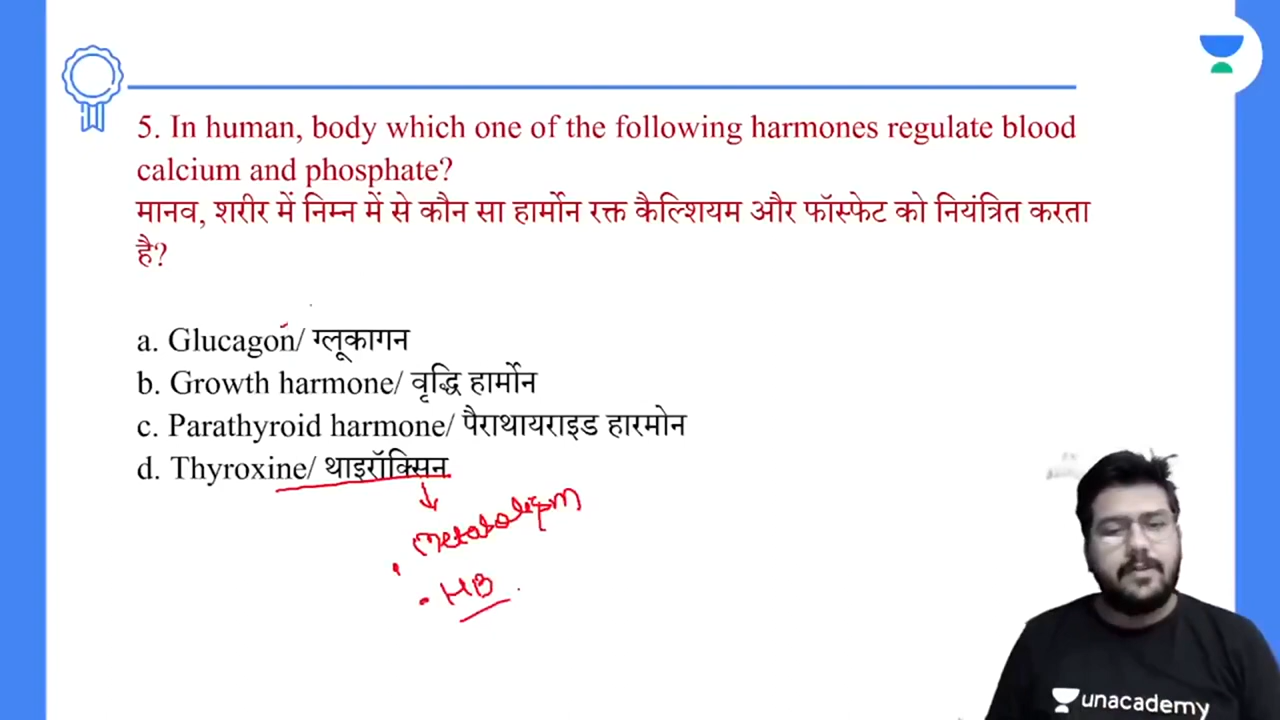 5. In human, body which one of the following harmones regulate blood
calcium and phosphate?
मानव, शरीर में निम्न में से कौन सा हार्मोन रक्त कैल्शियम और फॉस्फेट को नियंत्रित करता
है?
a. Glucagon/ ग्लूकागन
b. Growth harmone/ वृद्धि हार्मोन
c. Parathyroid harmone/ पैराथायराइड हारमोन
d. Thyroxine/ थाइरॉक्सिन
Metabolism
HB
unacademy